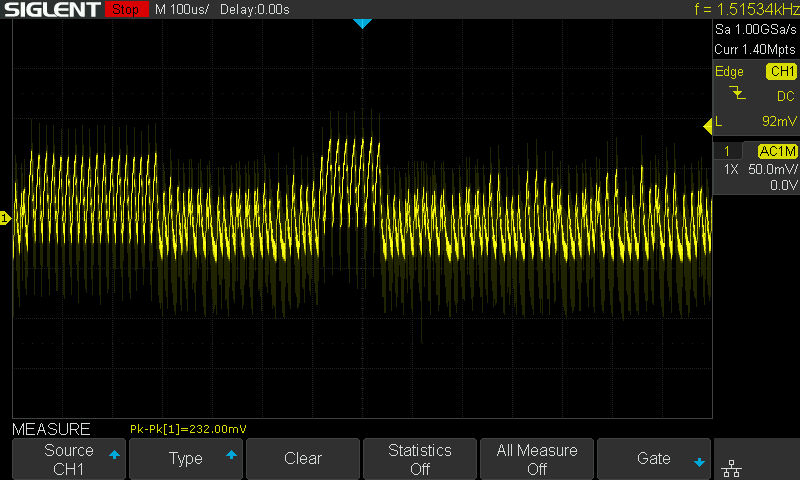 SIGLENT Stop M 100us/ Delay:0.00s f = 1.51534kHz
Sa 1.00GSa/s
Curr 1.40Mpts
Edge CH1
DC
L 92mV
1 AC1M
1X 50.0mV/
0.0V
1
MEASURE Pk-Pk[1]=232.00mV
Source
CH1
Type
Clear
Statistics
Off
All Measure
Off
Gate